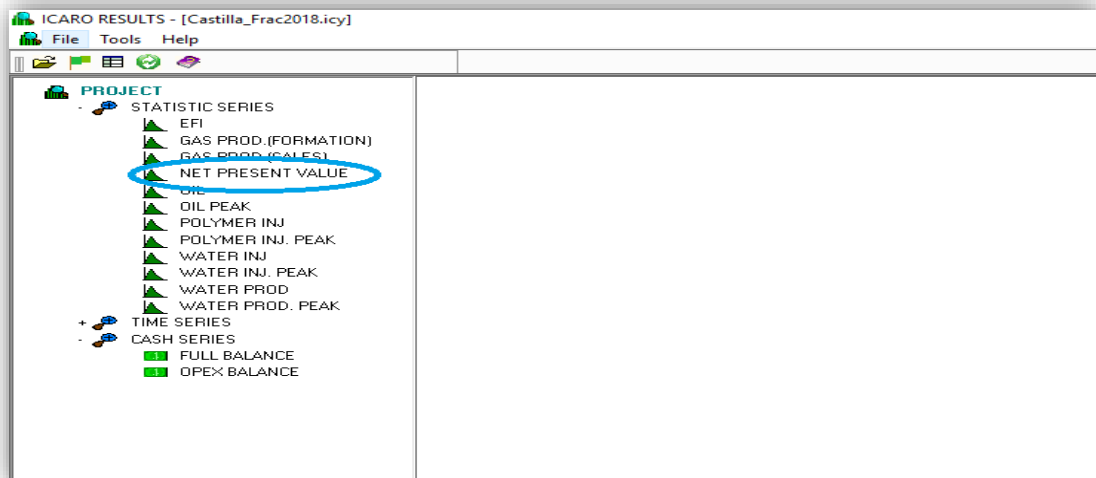 ICARO RESULTS - [Castilla_Frac2018.icy]
File Tools Help
PROJECT
STATISTIC SERIES
EFI
GAS PROD.(FORMATION)
GAS PROD.(SALES)
NET PRESENT VALUE
OIL
OIL PEAK
POLYMER INJ
POLYMER INJ. PEAK
WATER INJ
WATER INJ. PEAK
WATER PROD
WATER PROD. PEAK
TIME SERIES
CASH SERIES
FULL BALANCE
OPEX BALANCE